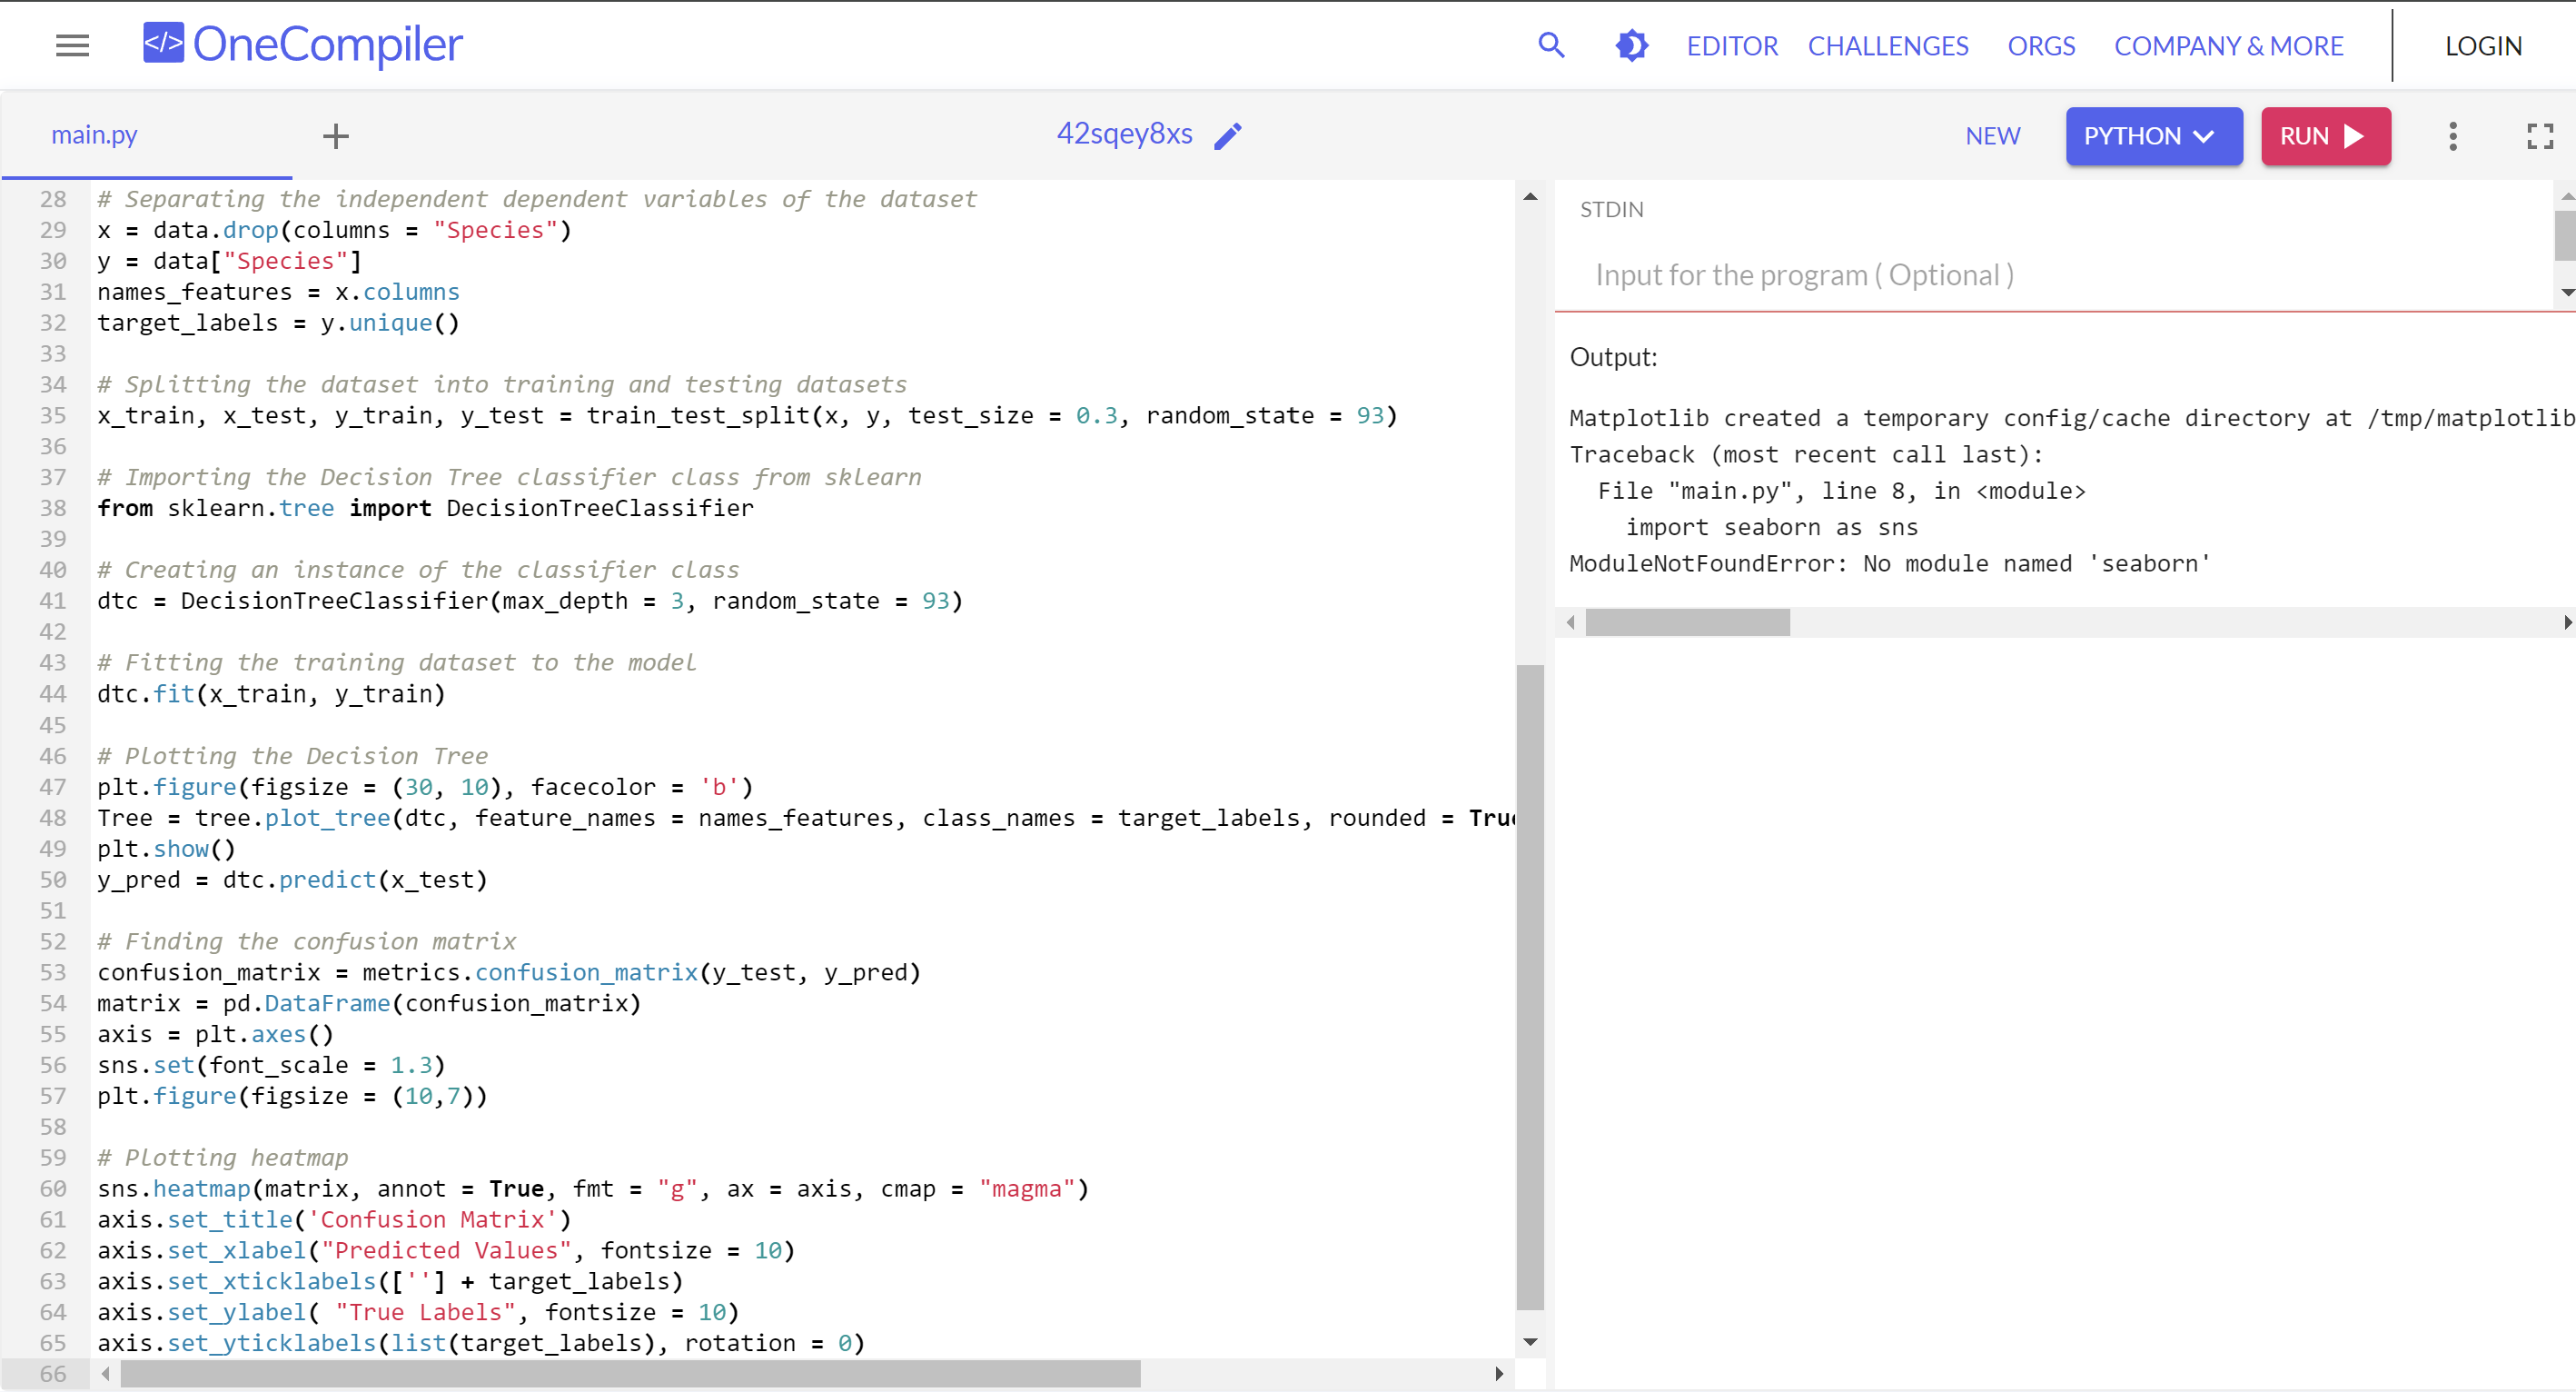 </> OneCompiler
EDITOR CHALLENGES ORGS COMPANY & MORE LOGIN
main.py 42sqey8xs NEW PYTHON RUN
28 # Separating the independent dependent variables of the dataset
29 x = data.drop(columns = "Species")
30 y = data["Species"]
31 names_features = x.columns
32 target_labels = y.unique()
33
34 # Splitting the dataset into training and testing datasets
35 x_train, x_test, y_train, y_test = train_test_split(x, y, test_size = 0.3, random_state = 93)
36
37 # Importing the Decision Tree classifier class from sklearn
38 from sklearn.tree import DecisionTreeClassifier
39
40 # Creating an instance of the classifier class
41 dtc = DecisionTreeClassifier(max_depth = 3, random_state = 93)
42
43 # Fitting the training dataset to the model
44 dtc.fit(x_train, y_train)
45
46 # Plotting the Decision Tree
47 plt.figure(figsize = (30, 10), facecolor = 'b')
48 Tree = tree.plot_tree(dtc, feature_names = names_features, class_names = target_labels, rounded = Tru
49 plt.show()
50 y_pred = dtc.predict(x_test)
51
52 # Finding the confusion matrix
53 confusion_matrix = metrics.confusion_matrix(y_test, y_pred)
54 matrix = pd.DataFrame(confusion_matrix)
55 axis = plt.axes()
56 sns.set(font_scale = 1.3)
57 plt.figure(figsize = (10,7))
58
59 # Plotting heatmap
60 sns.heatmap(matrix, annot = True, fmt = "g", ax = axis, cmap = "magma")
61 axis.set_title('Confusion Matrix')
62 axis.set_xlabel("Predicted Values", fontsize = 10)
63 axis.set_xticklabels([''] + target_labels)
64 axis.set_ylabel( "True Labels", fontsize = 10)
65 axis.set_yticklabels(list(target_labels), rotation = 0)
66
STDIN
Input for the program ( Optional )
Output:
Matplotlib created a temporary config/cache directory at /tmp/matplotlib
Traceback (most recent call last):
File "main.py", line 8, in <module>
import seaborn as sns
ModuleNotFoundError: No module named 'seaborn'